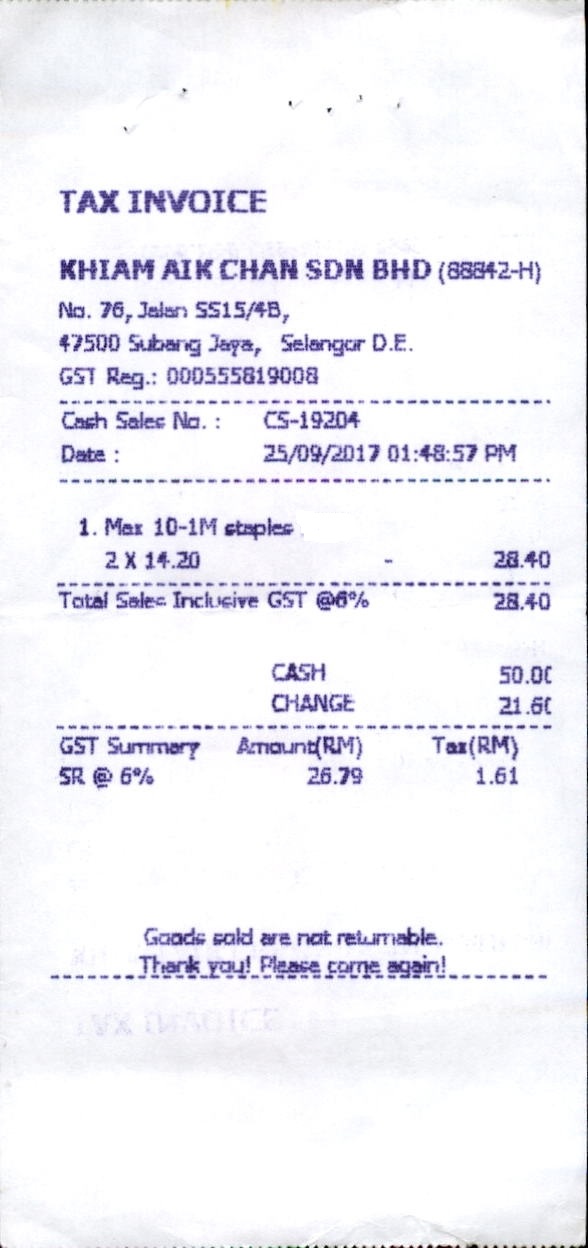 TAX INVOICE
KHIAM AIK CHAN SDN BHD (88842-H)
No. 76, Jalan SS15/4B,
47500 Subang Jaya, Selangor D.E.
GST Reg.: 000555819008
Cash Sales No. : CS-19204
Date : 25/09/2017 01:48:57 PM
1. Max 10-1M staples
2 X 14.20 - 28.40
Total Sales Inclusive GST @6% 28.40
CASH 50.00
CHANGE 21.60
GST Summary Amount(RM) Tax(RM)
SR @ 6% 26.79 1.61
Goods sold are not returnable.
Thank you! Please come again!